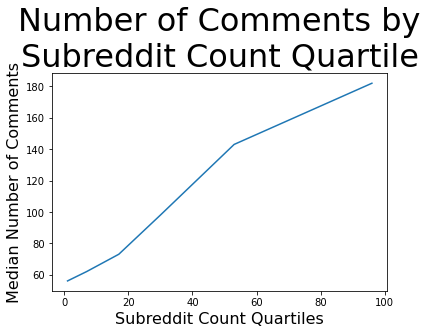 Number of Comments by
Subreddit Count Quartile
Median Number of Comments
180
160
140
120
100
80
60
0 20 40 60 80 100
Subreddit Count Quartiles